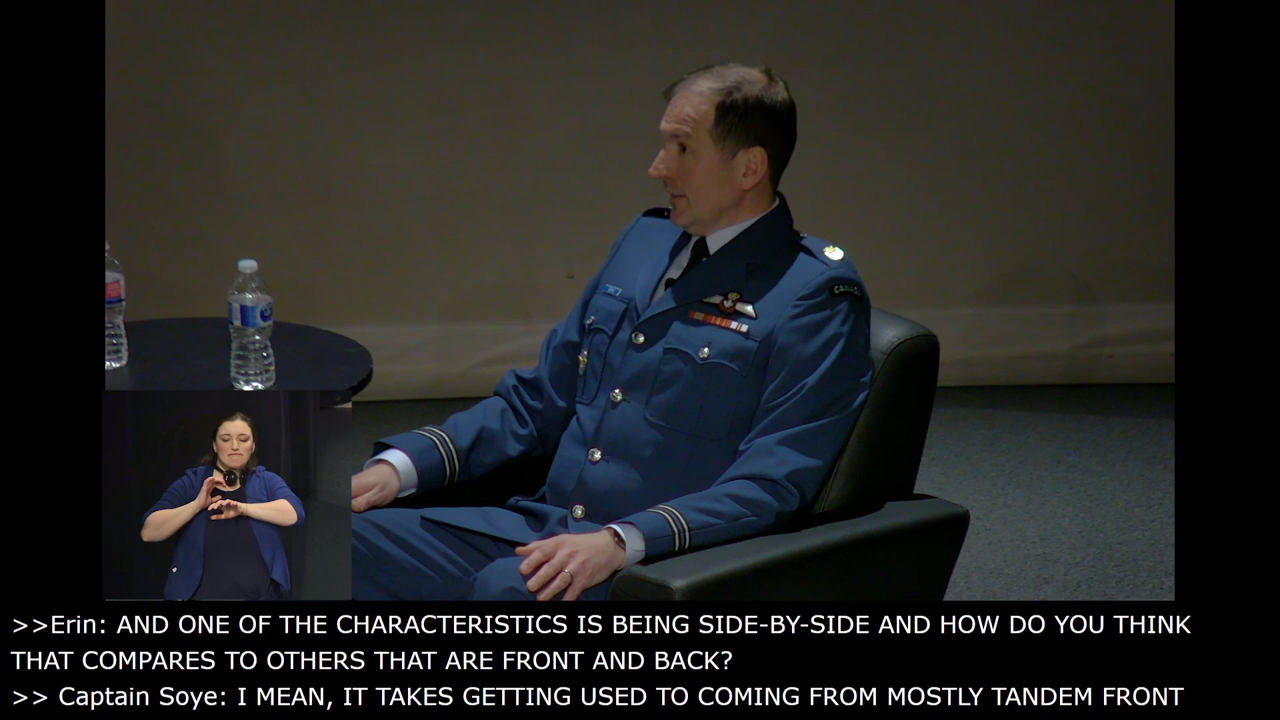 CANADA
>>Erin: AND ONE OF THE CHARACTERISTICS IS BEING SIDE-BY-SIDE AND HOW DO YOU THINK
THAT COMPARES TO OTHERS THAT ARE FRONT AND BACK?
>> Captain Soye: I MEAN, IT TAKES GETTING USED TO COMING FROM MOSTLY TANDEM FRONT